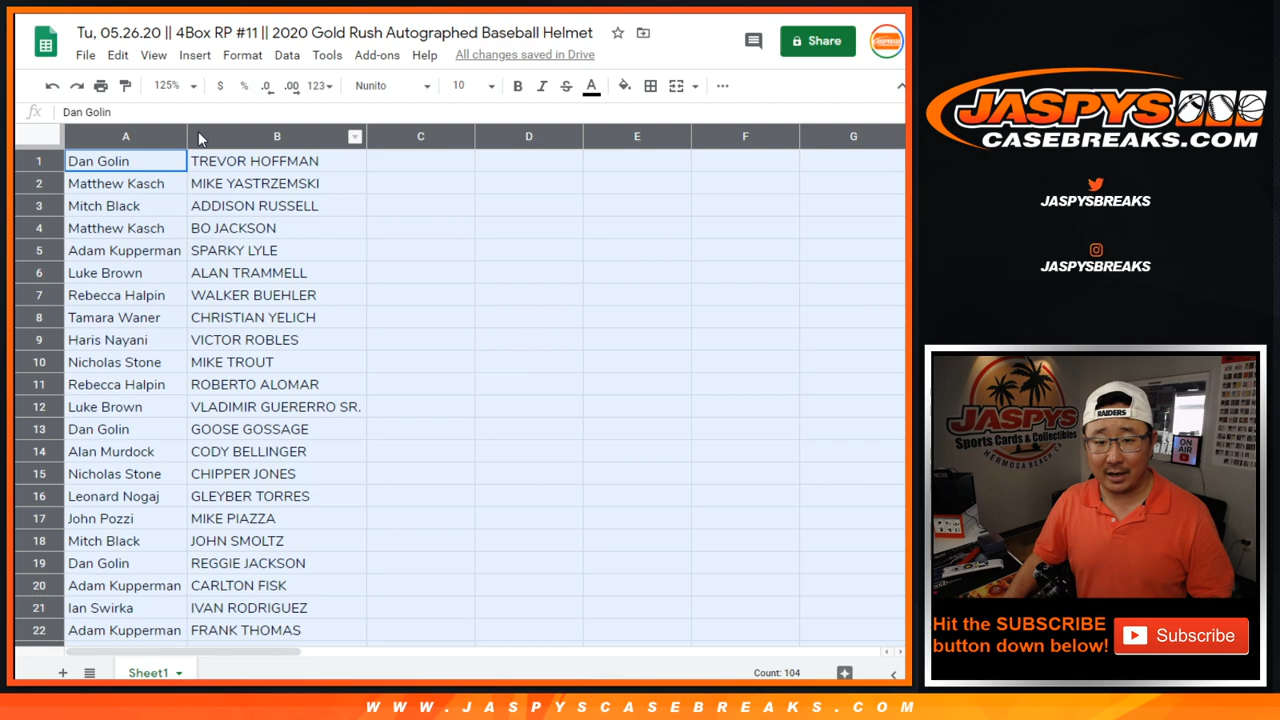 Tu, 05.26.20 || 4Box RP #11 || 2020 Gold Rush Autographed Baseball Helmet
File Edit View Insert Format Data Tools Add-ons Help All changes saved in Drive
Share
125% $ % .0 .00 123 Nunito 10 B I S A
fx Dan Golin
A B C D E F G
1 Dan Golin TREVOR HOFFMAN
2 Matthew Kasch MIKE YASTRZEMSKI
3 Mitch Black ADDISON RUSSELL
4 Matthew Kasch BO JACKSON
5 Adam Kupperman SPARKY LYLE
6 Luke Brown ALAN TRAMMELL
7 Rebecca Halpin WALKER BUEHLER
8 Tamara Waner CHRISTIAN YELICH
9 Haris Nayani VICTOR ROBLES
10 Nicholas Stone MIKE TROUT
11 Rebecca Halpin ROBERTO ALOMAR
12 Luke Brown VLADIMIR GUERERRO SR.
13 Dan Golin GOOSE GOSSAGE
14 Alan Murdock CODY BELLINGER
15 Nicholas Stone CHIPPER JONES
16 Leonard Nogaj GLEYBER TORRES
17 John Pozzi MIKE PIAZZA
18 Mitch Black JOHN SMOLTZ
19 Dan Golin REGGIE JACKSON
20 Adam Kupperman CARLTON FISK
21 Ian Swirka IVAN RODRIGUEZ
22 Adam Kupperman FRANK THOMAS
Sheet1
Count: 104
JASPYS
CASEBREAKS.COM
JASPYSBREAKS
JASPYSBREAKS
JASPYS
Sports Cards & Collectibles
HERMOSA BEACH CA
RAIDERS
ON AIR
Hit the SUBSCRIBE
button down below!
Subscribe
WWW.JASPYSCASEBREAKS.COM